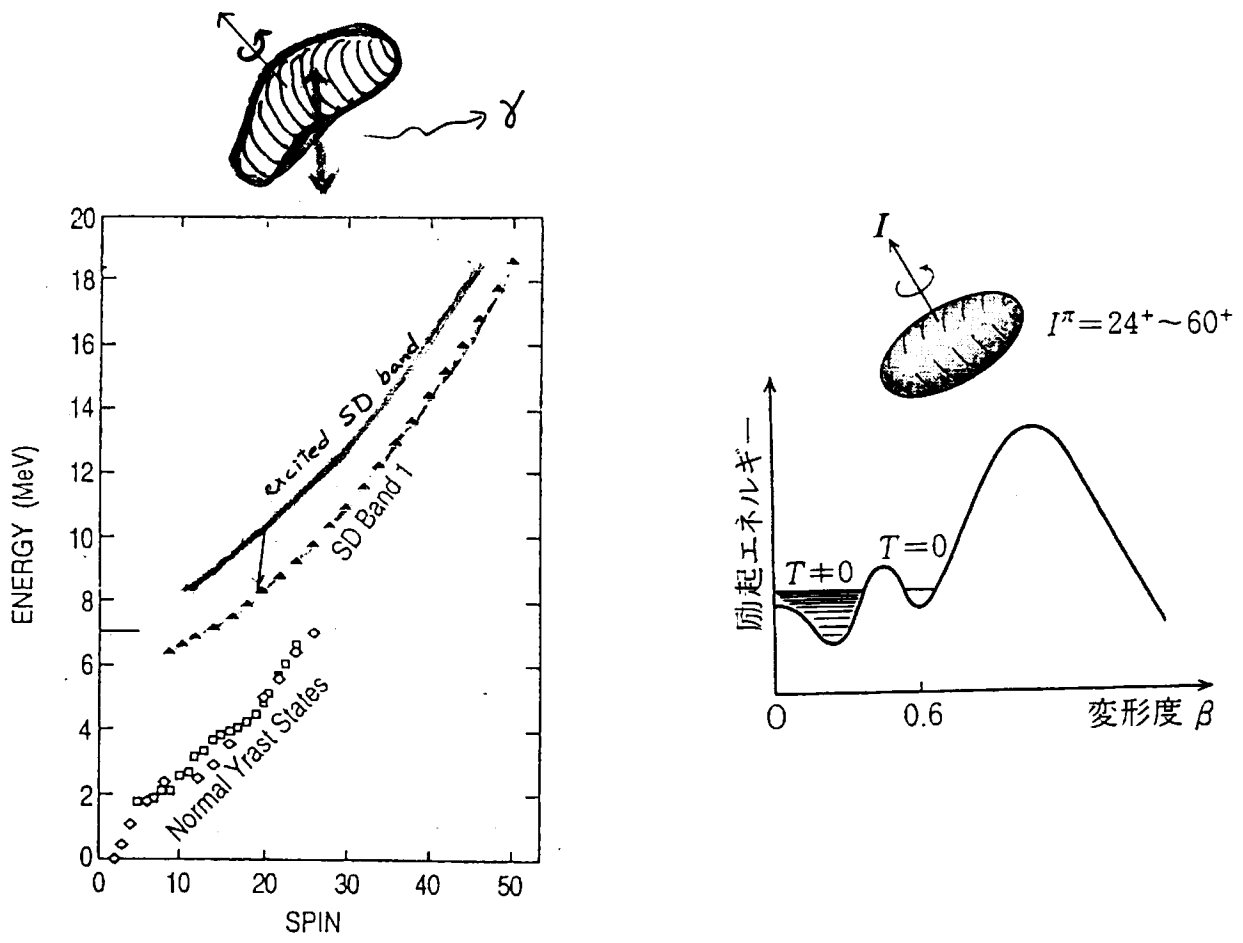 γ
20
18
16
14
12
10
8
6
4
2
0
ENERGY (MeV)
excited SD band
SD Band 1
Normal Yrast States
0 10 20 30 40 50
SPIN
I
I^π=24⁺~60⁺
励起エネルギー
T≠0
T=0
O
0.6
変形度 β